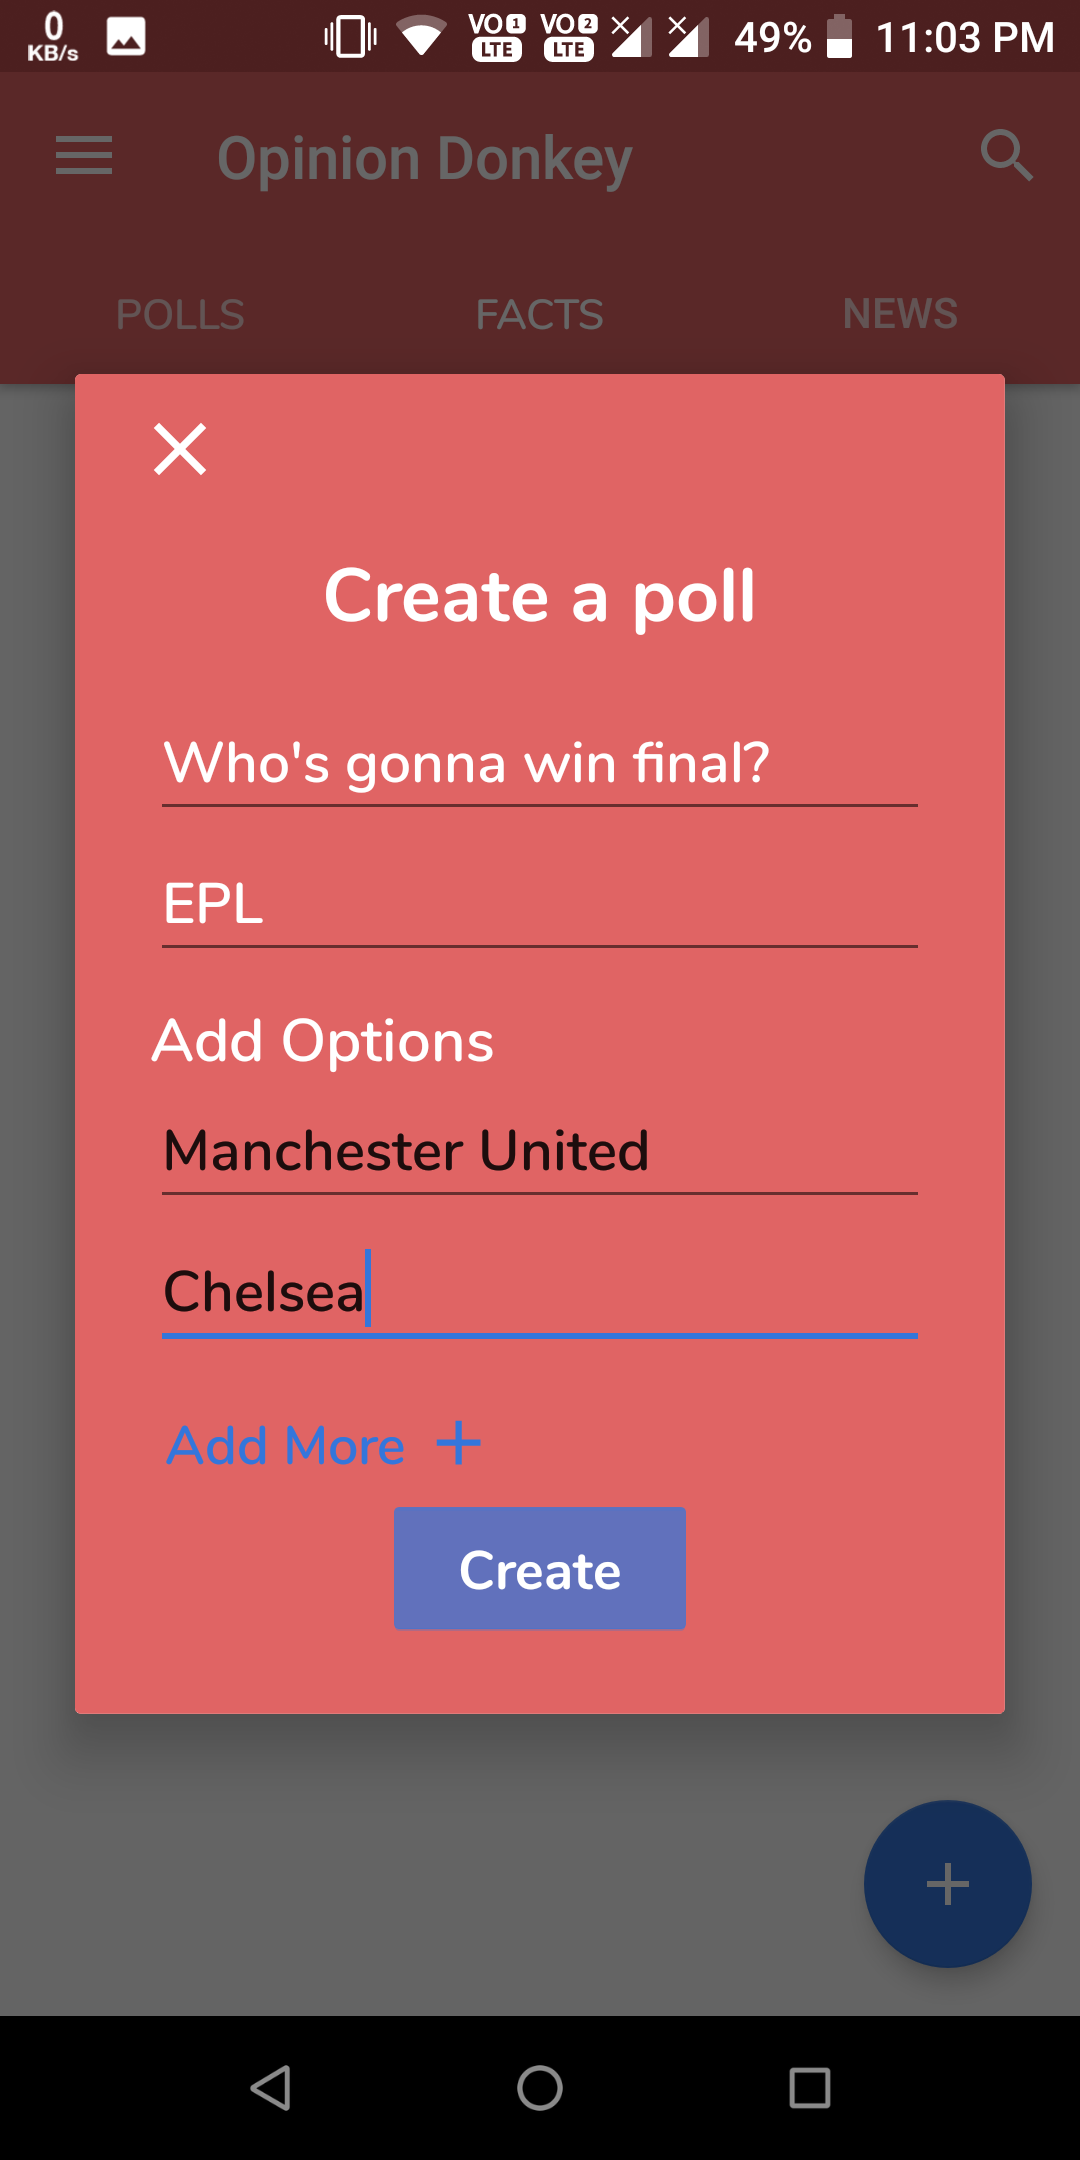 0
KB/s
VO 1
LTE
VO 2
LTE
49%
11:03 PM
Opinion Donkey
POLLS
FACTS
NEWS
Create a poll
Who's gonna win final?
EPL
Add Options
Manchester United
Chelsea
Add More +
Create